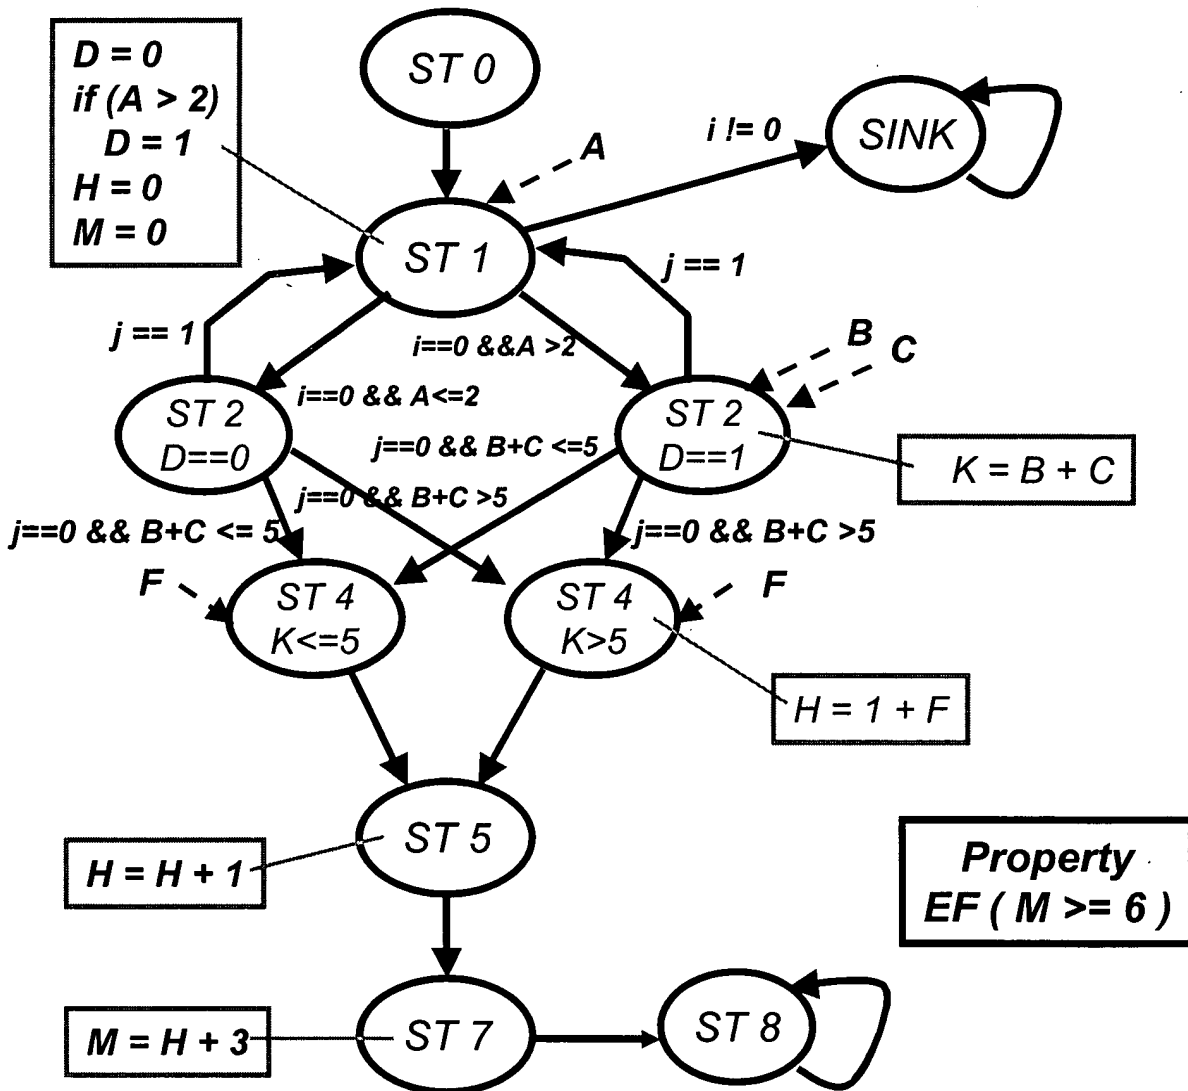 D = 0
if (A > 2)
D = 1
H = 0
M = 0
ST 0
SINK
i != 0
A
ST 1
j == 1
j == 1
i==0 &&A >2
B
C
i==0 && A<=2
ST 2
D==0
ST 2
D==1
j==0 && B+C <=5
K = B + C
j==0 && B+C >5
j==0 && B+C <= 5
j==0 && B+C >5
F
ST 4
K<=5
ST 4
K>5
F
H = 1 + F
ST 5
H = H + 1
Property
EF ( M >= 6 )
M = H + 3
ST 7
ST 8